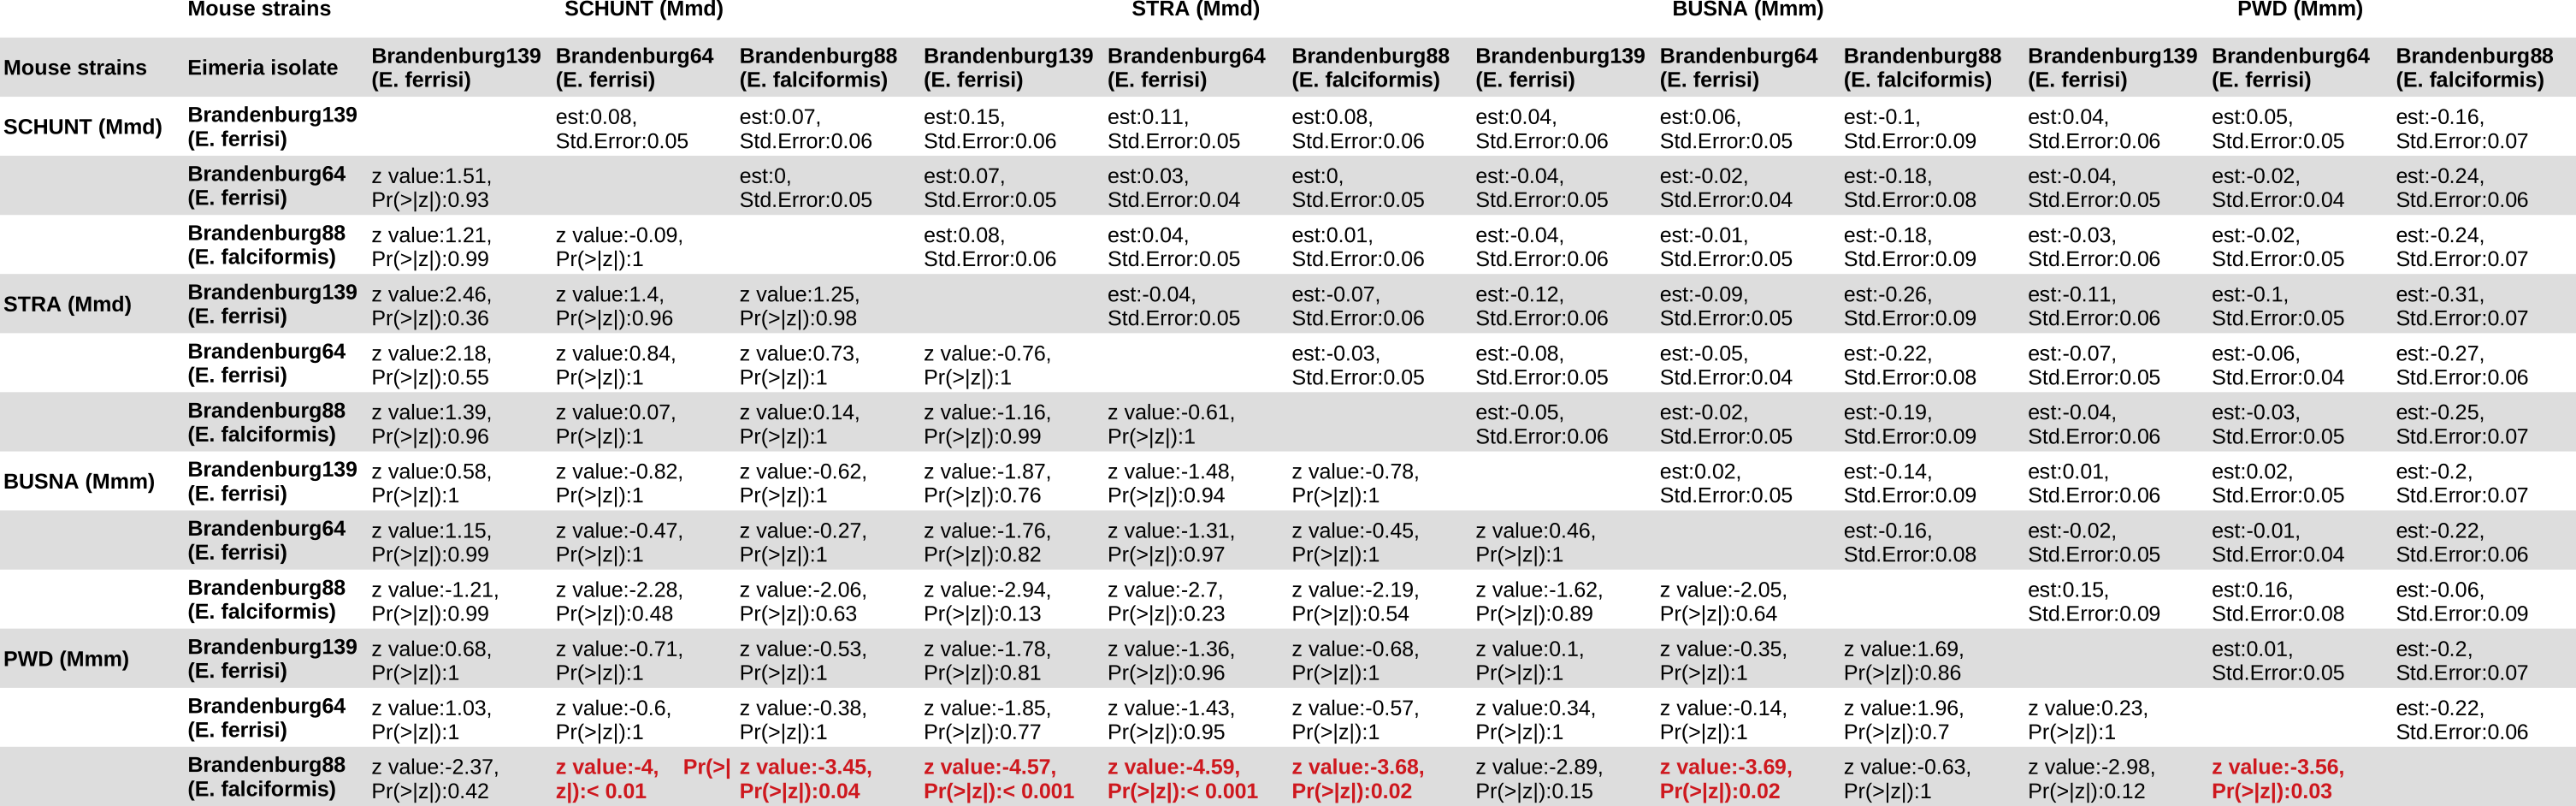 Mouse strains SCHUNT (Mmd) STRA (Mmd) BUSNA (Mmm) PWD (Mmm)
Brandenburg139 Brandenburg64 Brandenburg88 Brandenburg139 Brandenburg64 Brandenburg88 Brandenburg139 Brandenburg64 Brandenburg88 Brandenburg139 Brandenburg64 Brandenburg88
Mouse strains Eimeria isolate (E. ferrisi) (E. ferrisi) (E. falciformis) (E. ferrisi) (E. ferrisi) (E. falciformis) (E. ferrisi) (E. ferrisi) (E. falciformis) (E. ferrisi) (E. ferrisi) (E. falciformis)
Brandenburg139 est:0.08, est:0.07, est:0.15, est:0.11, est:0.08, est:0.04, est:0.06, est:-0.1, est:0.04, est:0.05, est:-0.16,
SCHUNT (Mmd) (E. ferrisi) Std.Error:0.05 Std.Error:0.06 Std.Error:0.06 Std.Error:0.05 Std.Error:0.06 Std.Error:0.06 Std.Error:0.05 Std.Error:0.09 Std.Error:0.06 Std.Error:0.05 Std.Error:0.07
Brandenburg64 z value:1.51, est:0, est:0.07, est:0.03, est:0, est:-0.04, est:-0.02, est:-0.18, est:-0.04, est:-0.02, est:-0.24,
(E. ferrisi) Pr(>|z|):0.93 Std.Error:0.05 Std.Error:0.05 Std.Error:0.04 Std.Error:0.05 Std.Error:0.05 Std.Error:0.04 Std.Error:0.08 Std.Error:0.05 Std.Error:0.04 Std.Error:0.06
Brandenburg88 z value:1.21, z value:-0.09, est:0.08, est:0.04, est:0.01, est:-0.04, est:-0.01, est:-0.18, est:-0.03, est:-0.02, est:-0.24,
(E. falciformis) Pr(>|z|):0.99 Pr(>|z|):1 Std.Error:0.06 Std.Error:0.05 Std.Error:0.06 Std.Error:0.06 Std.Error:0.05 Std.Error:0.09 Std.Error:0.06 Std.Error:0.05 Std.Error:0.07
Brandenburg139 z value:2.46, z value:1.4, z value:1.25, est:-0.04, est:-0.07, est:-0.12, est:-0.09, est:-0.26, est:-0.11, est:-0.1, est:-0.31,
STRA (Mmd) (E. ferrisi) Pr(>|z|):0.36 Pr(>|z|):0.96 Pr(>|z|):0.98 Std.Error:0.05 Std.Error:0.06 Std.Error:0.06 Std.Error:0.05 Std.Error:0.09 Std.Error:0.06 Std.Error:0.05 Std.Error:0.07
Brandenburg64 z value:2.18, z value:0.84, z value:0.73, z value:-0.76, est:-0.03, est:-0.08, est:-0.05, est:-0.22, est:-0.07, est:-0.06, est:-0.27,
(E. ferrisi) Pr(>|z|):0.55 Pr(>|z|):1 Pr(>|z|):1 Pr(>|z|):1 Std.Error:0.05 Std.Error:0.05 Std.Error:0.04 Std.Error:0.08 Std.Error:0.05 Std.Error:0.04 Std.Error:0.06
Brandenburg88 z value:1.39, z value:0.07, z value:0.14, z value:-1.16, z value:-0.61, est:-0.05, est:-0.02, est:-0.19, est:-0.04, est:-0.03, est:-0.25,
(E. falciformis) Pr(>|z|):0.96 Pr(>|z|):1 Pr(>|z|):1 Pr(>|z|):0.99 Pr(>|z|):1 Std.Error:0.06 Std.Error:0.05 Std.Error:0.09 Std.Error:0.06 Std.Error:0.05 Std.Error:0.07
Brandenburg139 z value:0.58, z value:-0.82, z value:-0.62, z value:-1.87, z value:-1.48, z value:-0.78, est:0.02, est:-0.14, est:0.01, est:0.02, est:-0.2,
BUSNA (Mmm) (E. ferrisi) Pr(>|z|):1 Pr(>|z|):1 Pr(>|z|):1 Pr(>|z|):0.76 Pr(>|z|):0.94 Pr(>|z|):1 Std.Error:0.05 Std.Error:0.09 Std.Error:0.06 Std.Error:0.05 Std.Error:0.07
Brandenburg64 z value:1.15, z value:-0.47, z value:-0.27, z value:-1.76, z value:-1.31, z value:-0.45, z value:0.46, est:-0.16, est:-0.02, est:-0.01, est:-0.22,
(E. ferrisi) Pr(>|z|):0.99 Pr(>|z|):1 Pr(>|z|):1 Pr(>|z|):0.82 Pr(>|z|):0.97 Pr(>|z|):1 Pr(>|z|):1 Std.Error:0.08 Std.Error:0.05 Std.Error:0.04 Std.Error:0.06
Brandenburg88 z value:-1.21, z value:-2.28, z value:-2.06, z value:-2.94, z value:-2.7, z value:-2.19, z value:-1.62, z value:-2.05, est:0.15, est:0.16, est:-0.06,
(E. falciformis) Pr(>|z|):0.99 Pr(>|z|):0.48 Pr(>|z|):0.63 Pr(>|z|):0.13 Pr(>|z|):0.23 Pr(>|z|):0.54 Pr(>|z|):0.89 Pr(>|z|):0.64 Std.Error:0.09 Std.Error:0.08 Std.Error:0.09
Brandenburg139 z value:0.68, z value:-0.71, z value:-0.53, z value:-1.78, z value:-1.36, z value:-0.68, z value:0.1, z value:-0.35, z value:1.69, est:0.01, est:-0.2,
PWD (Mmm) (E. ferrisi) Pr(>|z|):1 Pr(>|z|):1 Pr(>|z|):1 Pr(>|z|):0.81 Pr(>|z|):0.96 Pr(>|z|):1 Pr(>|z|):1 Pr(>|z|):1 Pr(>|z|):0.86 Std.Error:0.05 Std.Error:0.07
Brandenburg64 z value:1.03, z value:-0.6, z value:-0.38, z value:-1.85, z value:-1.43, z value:-0.57, z value:0.34, z value:-0.14, z value:1.96, z value:0.23, est:-0.22,
(E. ferrisi) Pr(>|z|):1 Pr(>|z|):1 Pr(>|z|):1 Pr(>|z|):0.77 Pr(>|z|):0.95 Pr(>|z|):1 Pr(>|z|):1 Pr(>|z|):1 Pr(>|z|):0.7 Pr(>|z|):1 Std.Error:0.06
Brandenburg88 z value:-2.37, z value:-4, Pr(>| z value:-3.45, z value:-4.57, z value:-4.59, z value:-3.68, z value:-2.89, z value:-3.69, z value:-0.63, z value:-2.98, z value:-3.56,
(E. falciformis) Pr(>|z|):0.42 z|):< 0.01 Pr(>|z|):0.04 Pr(>|z|):< 0.001 Pr(>|z|):< 0.001 Pr(>|z|):0.02 Pr(>|z|):0.15 Pr(>|z|):0.02 Pr(>|z|):1 Pr(>|z|):0.12 Pr(>|z|):0.03